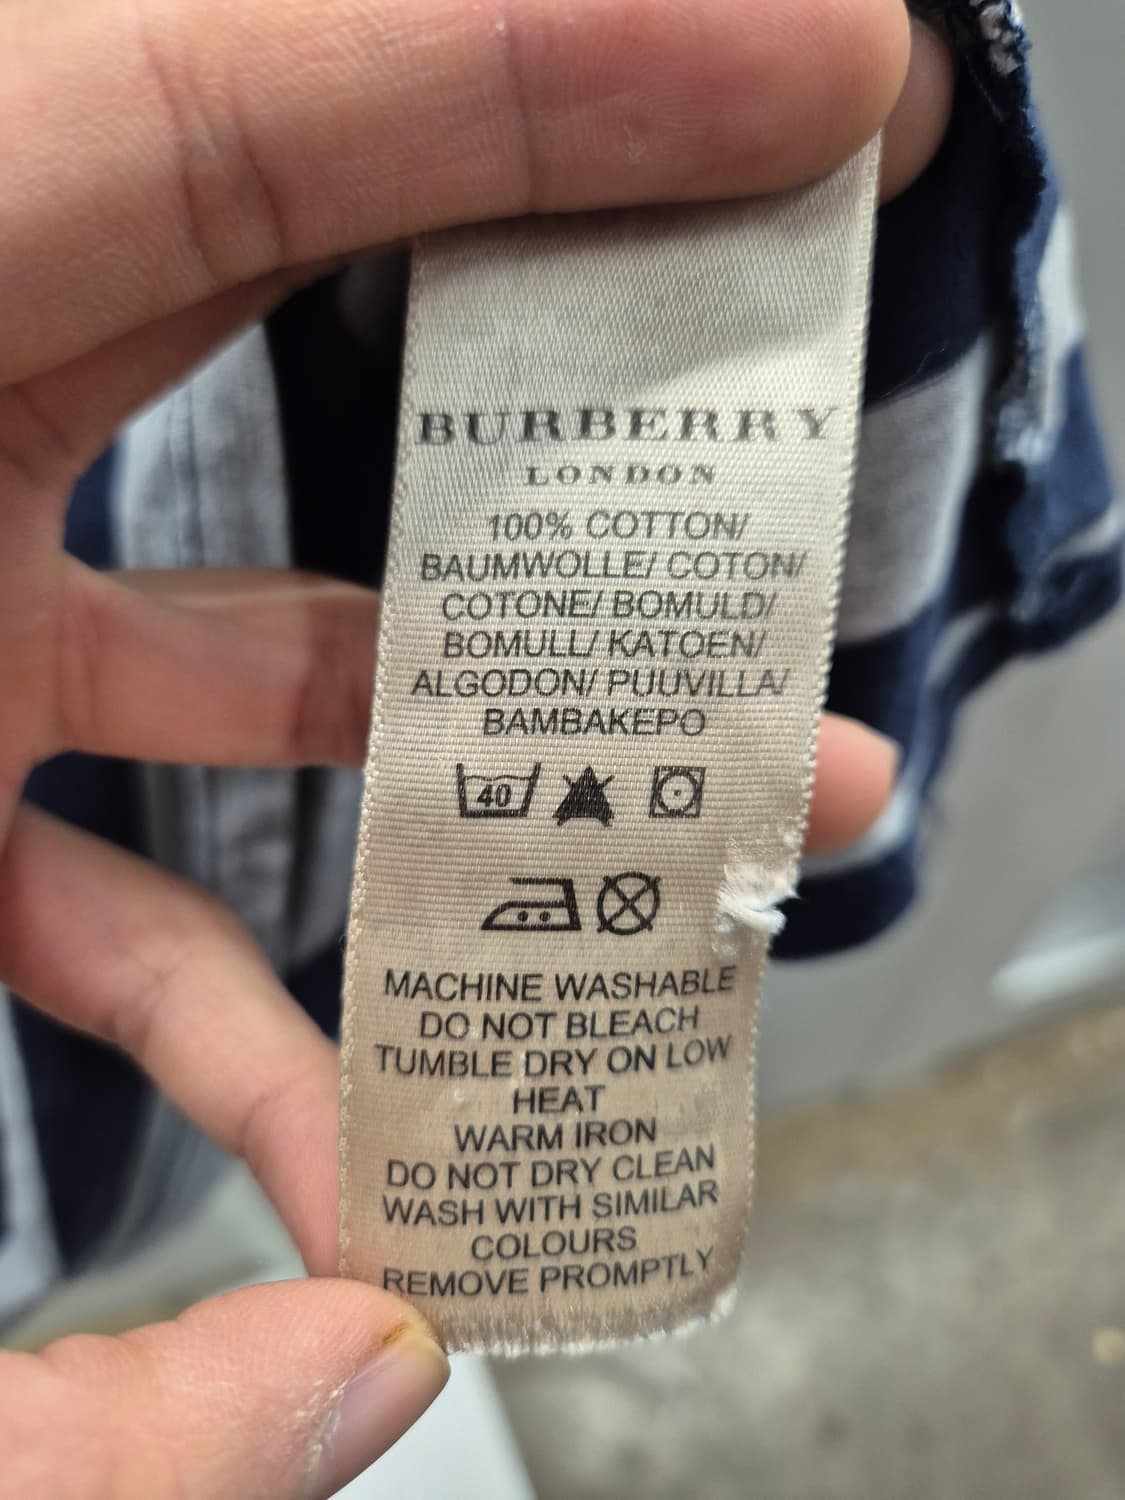 BURBERRY
LONDON
100% COTTON/
BAUMWOLLE/ COTON/
COTONE/ BOMULD/
BOMULL/ KATOEN/
ALGODON/ PUUVILLA/
BAMBAKEPO
40
MACHINE WASHABLE
DO NOT BLEACH
TUMBLE DRY ON LOW
HEAT
WARM IRON
DO NOT DRY CLEAN
WASH WITH SIMILAR
COLOURS
REMOVE PROMPTLY